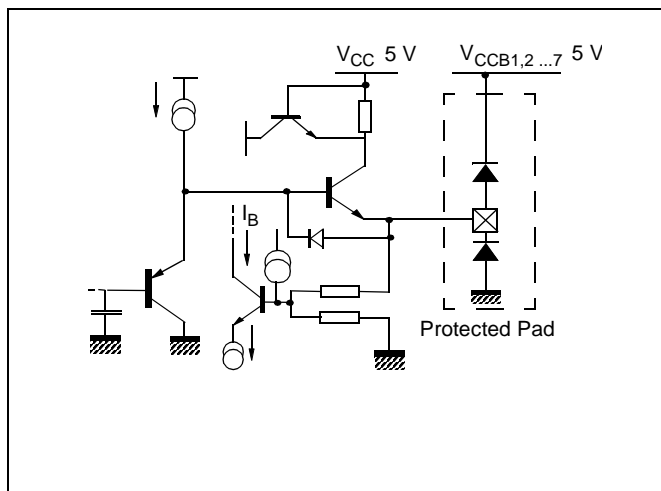 V_CC 5 V
V_CCB1,2 ...7 5 V
I_B
Protected Pad